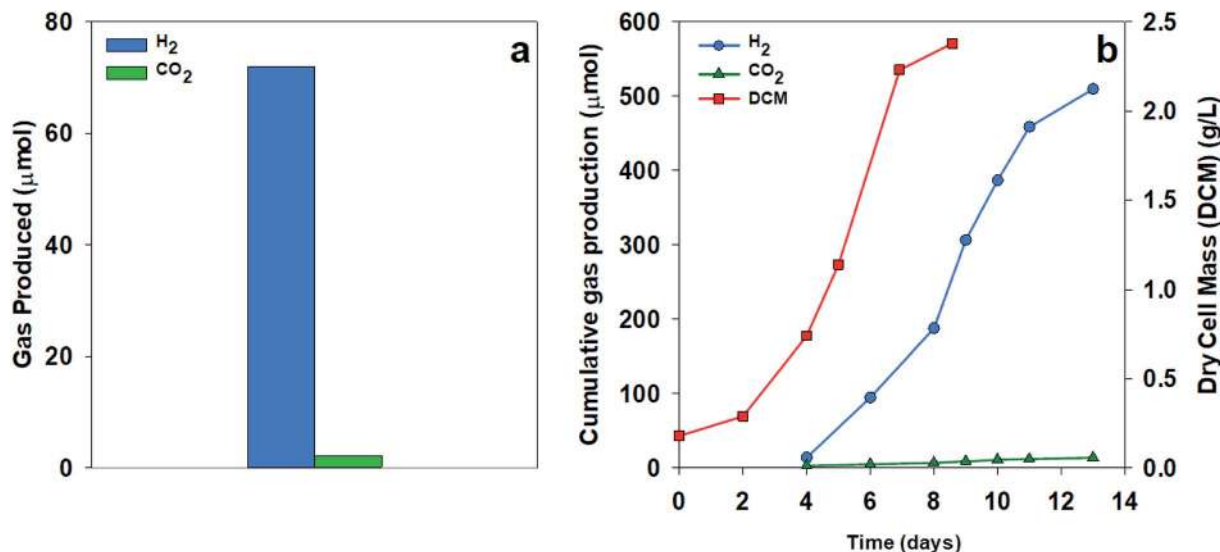 a
H2
CO2
Gas Produced (μmol)
80
60
40
20
0
b
H2
CO2
DCM
Cumulative gas production (μmol)
600
500
400
300
200
100
0
Dry Cell Mass (DCM) (g/L)
2.5
2.0
1.5
1.0
0.5
0.0
0 2 4 6 8 10 12 14
Time (days)